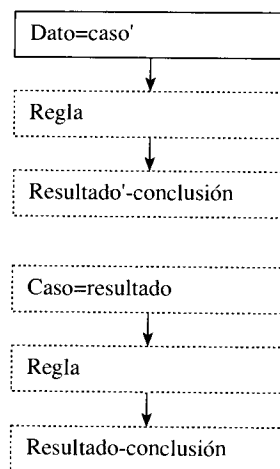 Dato=caso'
Regla
Resultado'-conclusión
Caso=resultado
Regla
Resultado-conclusión